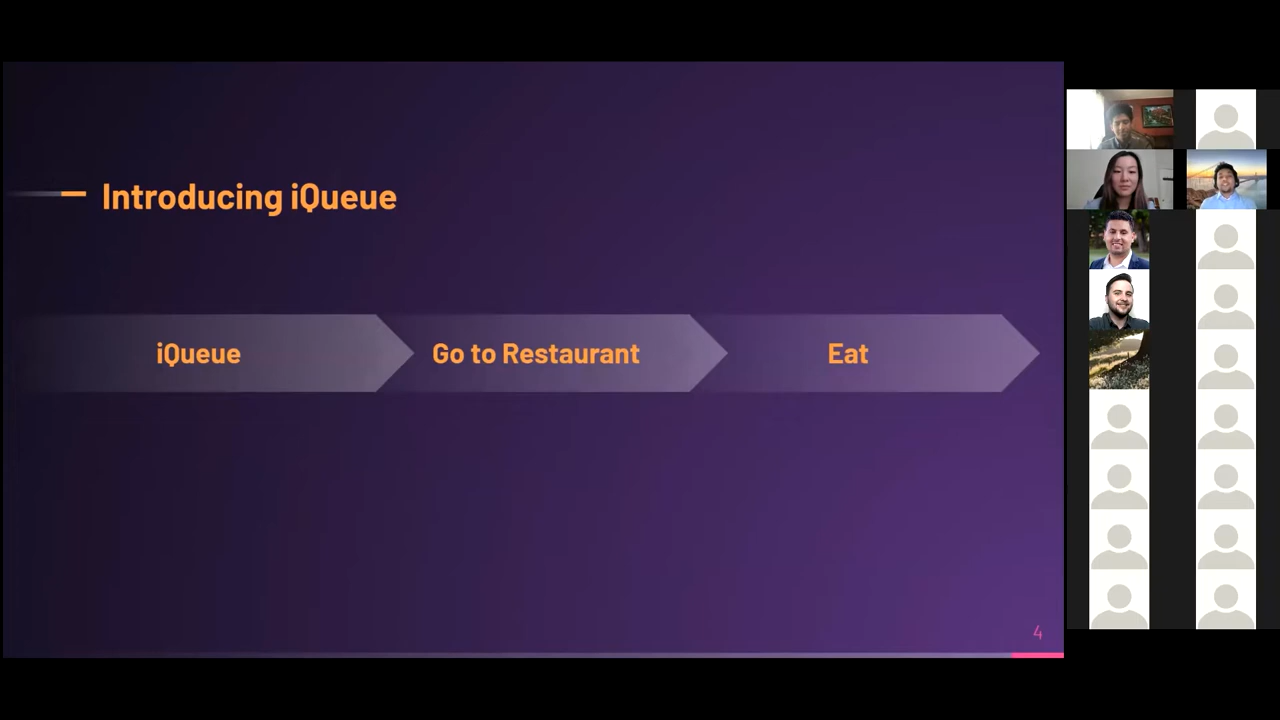 Introducing iQueue
iQueue
Go to Restaurant
Eat
4